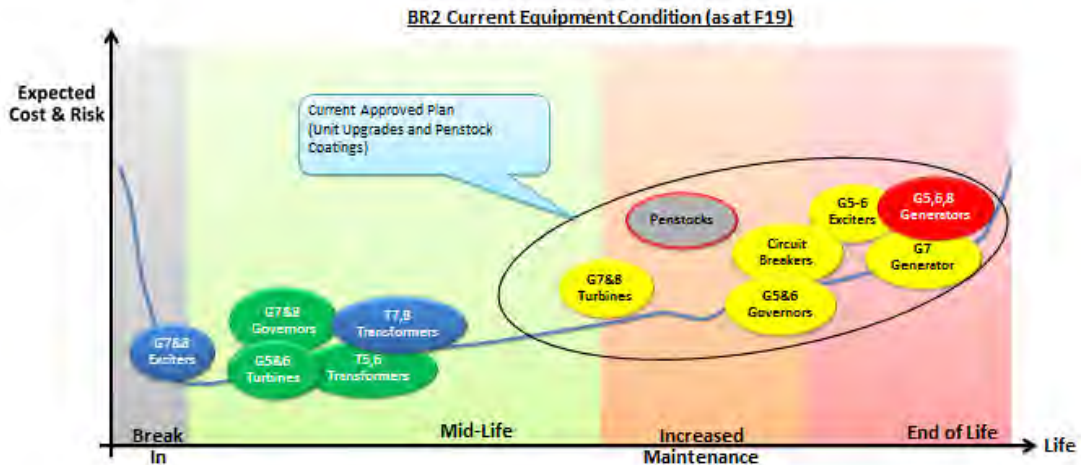 BR2 Current Equipment Condition (as at F19)
Expected
Cost & Risk
Current Approved Plan
(Unit Upgrades and Penstock
Coatings)
G5-6
Exciters
G5,6,8
Generators
Penstocks
Circuit
Breakers
G7
Generator
G7&8
Turbines
G5&6
Governors
G7&8
Governors
T7,8
Transformers
G7&8
Exciters
G5&6
Turbines
T5,6
Transformers
Break
In
Mid-Life
Increased
Maintenance
End of Life
Life